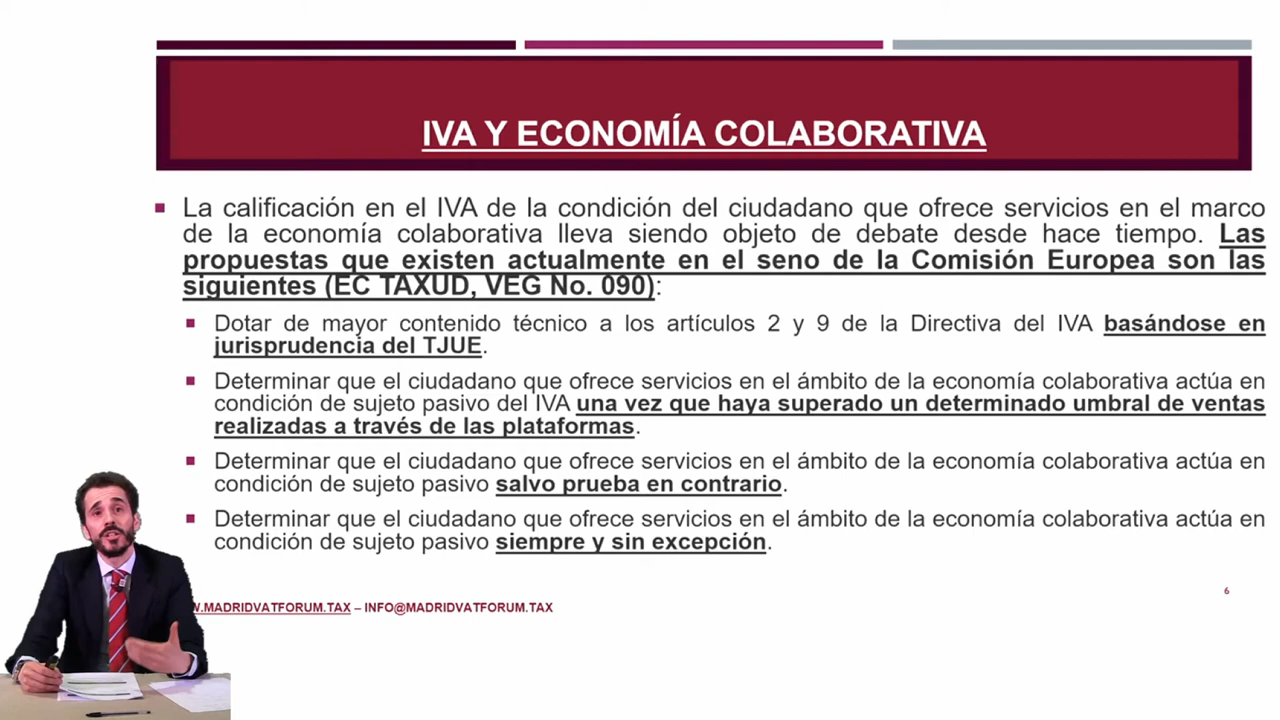 IVA Y ECONOMÍA COLABORATIVA
La calificación en el IVA de la condición del ciudadano que ofrece servicios en el marco
de la economía colaborativa lleva siendo objeto de debate desde hace tiempo. Las
propuestas que existen actualmente en el seno de la Comisión Europea son las
siguientes (EC TAXUD, VEG No. 090):
Dotar de mayor contenido técnico a los artículos 2 y 9 de la Directiva del IVA basándose en
jurisprudencia del TJUE.
Determinar que el ciudadano que ofrece servicios en el ámbito de la economía colaborativa actúa en
condición de sujeto pasivo del IVA una vez que haya superado un determinado umbral de ventas
realizadas a través de las plataformas.
Determinar que el ciudadano que ofrece servicios en el ámbito de la economía colaborativa actúa en
condición de sujeto pasivo salvo prueba en contrario.
Determinar que el ciudadano que ofrece servicios en el ámbito de la economía colaborativa actúa en
condición de sujeto pasivo siempre y sin excepción.
6
W.MADRIDVATFORUM.TAX – INFO@MADRIDVATFORUM.TAX